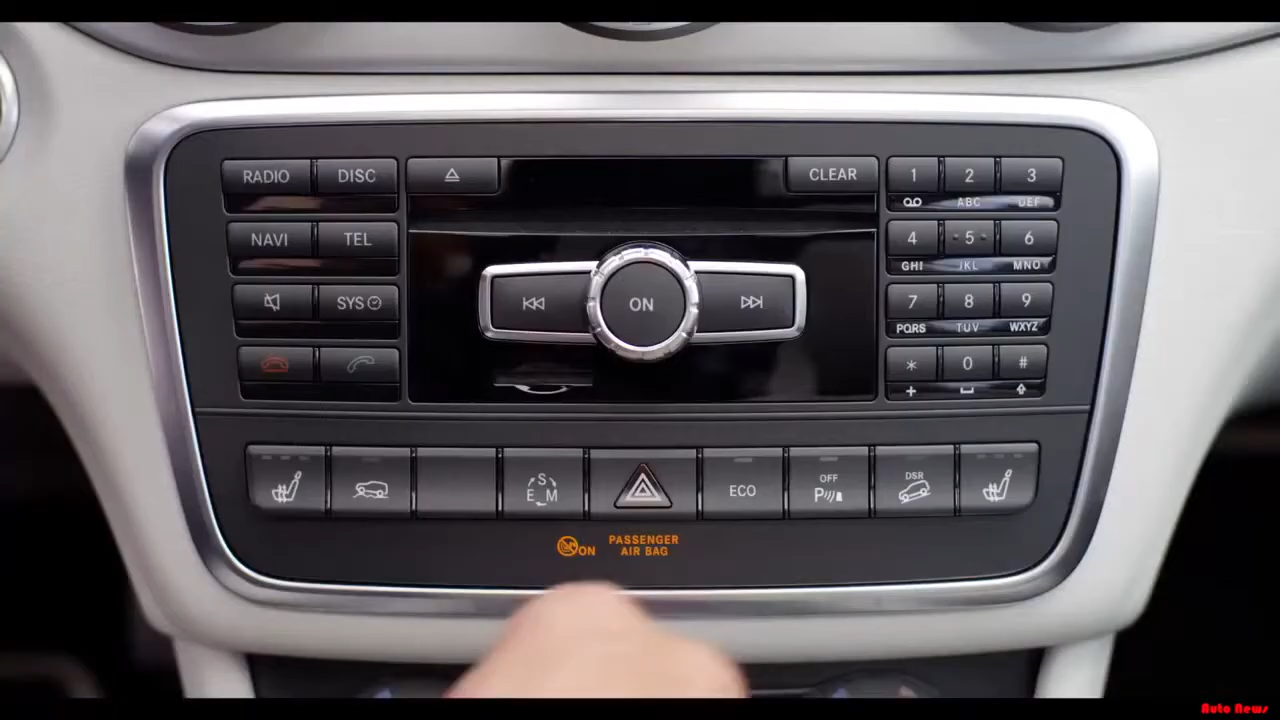 RADIO DISC CLEAR 1 2 3
ABC DEF
NAVI TEL 4 5 6
GHI JKL MNO
SYS ON 7 8 9
PQRS TUV WXYZ
* 0 #
+
S
E M
ECO
OFF
P
DSR
ON PASSENGER
AIR BAG
Auto News